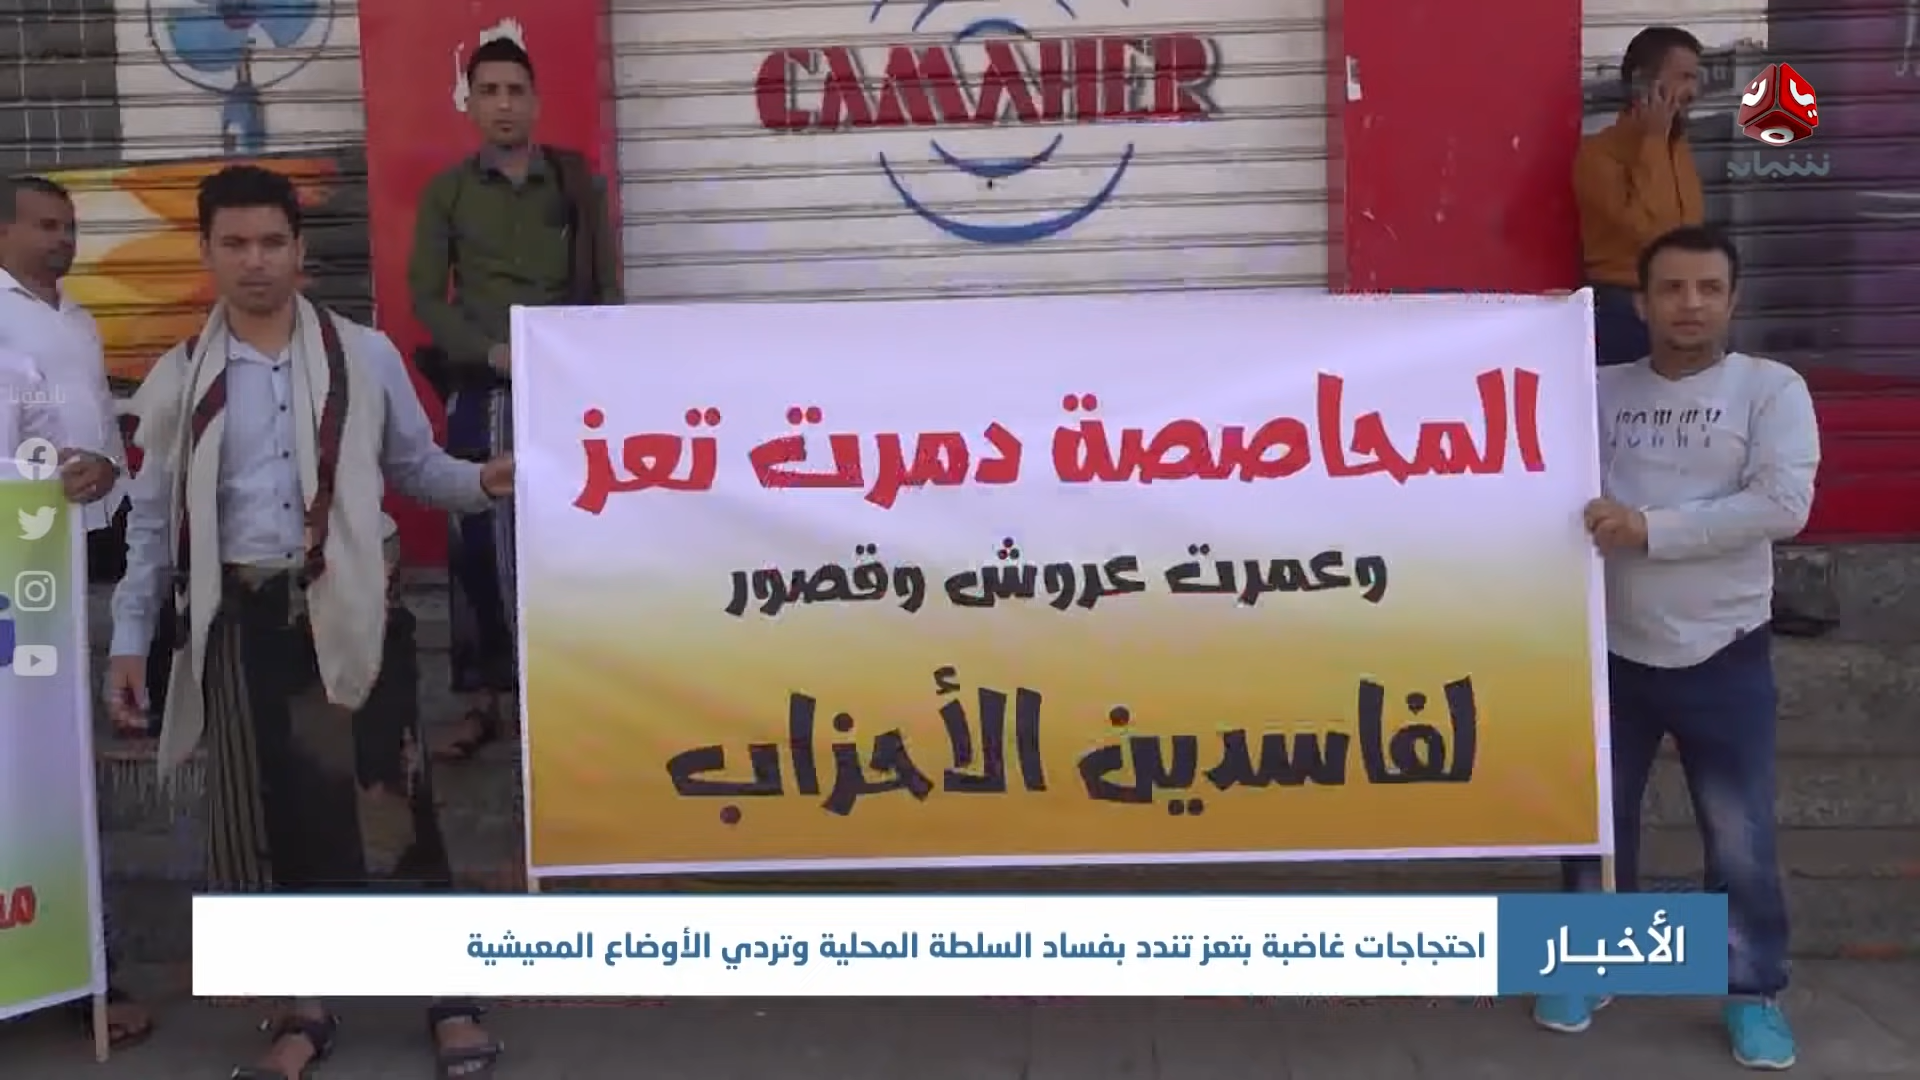 CAMAHER
المحاصصة دمرت تعز
وعمرت عروش وقصور
لفاسدين الأحزاب
الأخبار
احتجاجات غاضبة بتعز تندد بفساد السلطة المحلية وتردي الأوضاع المعيشية
تابعونا